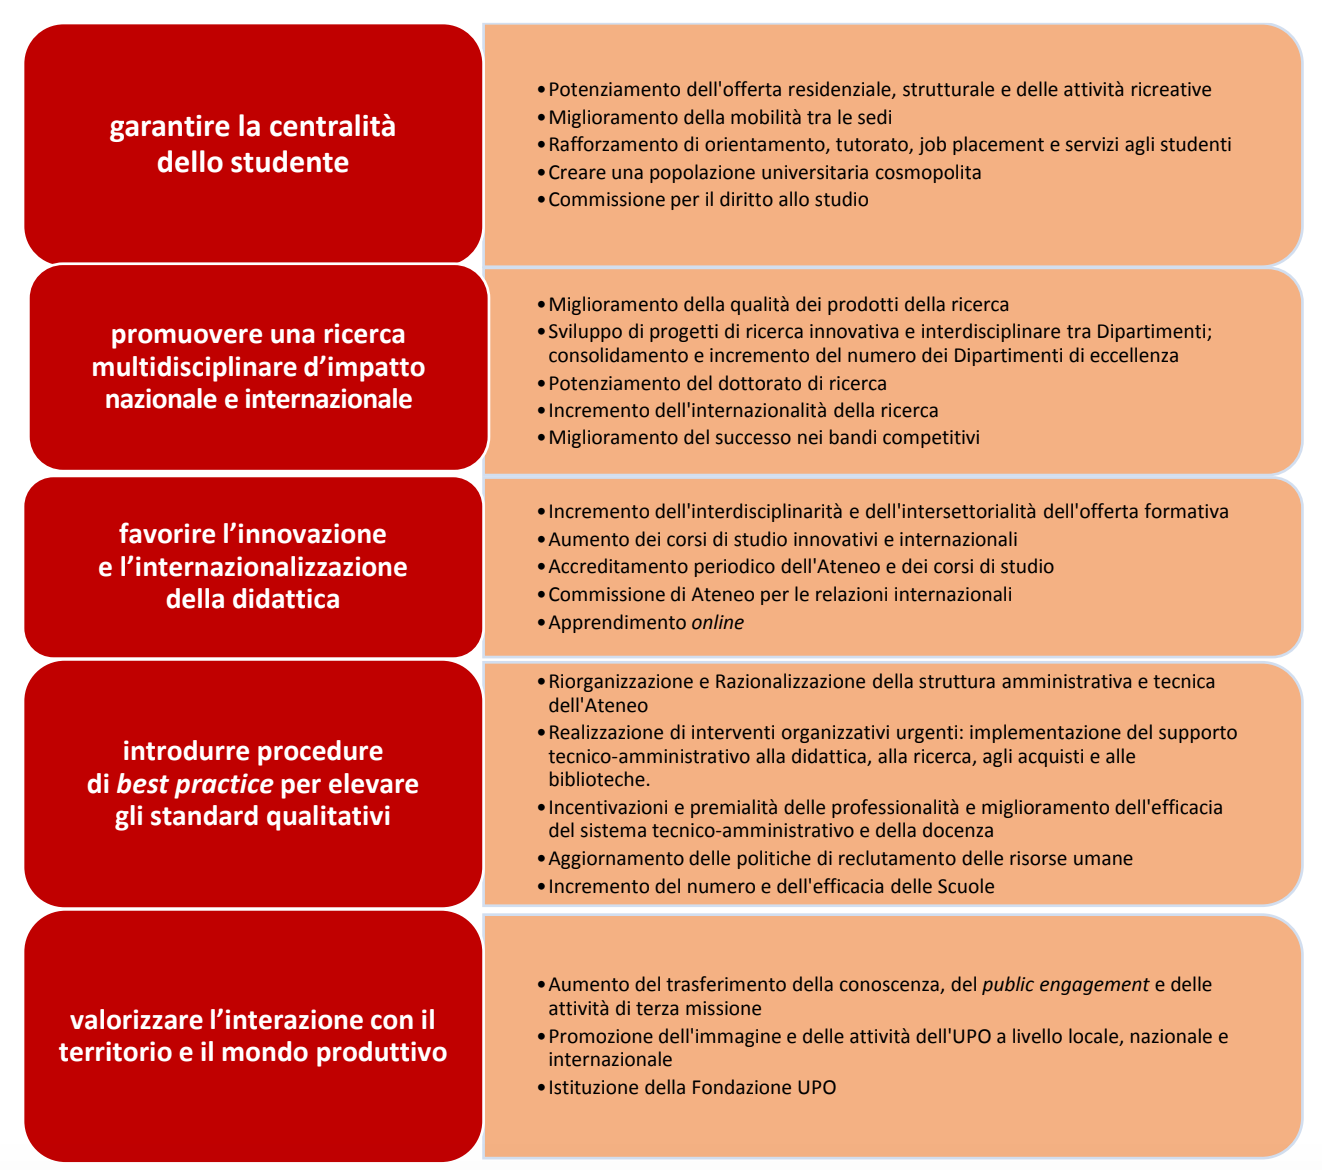 garantire la centralità
dello studente
•Potenziamento dell'offerta residenziale, strutturale e delle attività ricreative
•Miglioramento della mobilità tra le sedi
•Rafforzamento di orientamento, tutorato, job placement e servizi agli studenti
•Creare una popolazione universitaria cosmopolita
•Commissione per il diritto allo studio
promuovere una ricerca
multidisciplinare d’impatto
nazionale e internazionale
•Miglioramento della qualità dei prodotti della ricerca
•Sviluppo di progetti di ricerca innovativa e interdisciplinare tra Dipartimenti;
consolidamento e incremento del numero dei Dipartimenti di eccellenza
•Potenziamento del dottorato di ricerca
•Incremento dell'internazionalità della ricerca
•Miglioramento del successo nei bandi competitivi
favorire l’innovazione
e l’internazionalizzazione
della didattica
•Incremento dell'interdisciplinarità e dell'intersettorialità dell'offerta formativa
•Aumento dei corsi di studio innovativi e internazionali
•Accreditamento periodico dell'Ateneo e dei corsi di studio
•Commissione di Ateneo per le relazioni internazionali
•Apprendimento online
introdurre procedure
di best practice per elevare
gli standard qualitativi
•Riorganizzazione e Razionalizzazione della struttura amministrativa e tecnica
dell'Ateneo
•Realizzazione di interventi organizzativi urgenti: implementazione del supporto
tecnico-amministrativo alla didattica, alla ricerca, agli acquisti e alle
biblioteche.
•Incentivazioni e premialità delle professionalità e miglioramento dell'efficacia
del sistema tecnico-amministrativo e della docenza
•Aggiornamento delle politiche di reclutamento delle risorse umane
•Incremento del numero e dell'efficacia delle Scuole
valorizzare l’interazione con il
territorio e il mondo produttivo
•Aumento del trasferimento della conoscenza, del public engagement e delle
attività di terza missione
•Promozione dell'immagine e delle attività dell'UPO a livello locale, nazionale e
internazionale
•Istituzione della Fondazione UPO